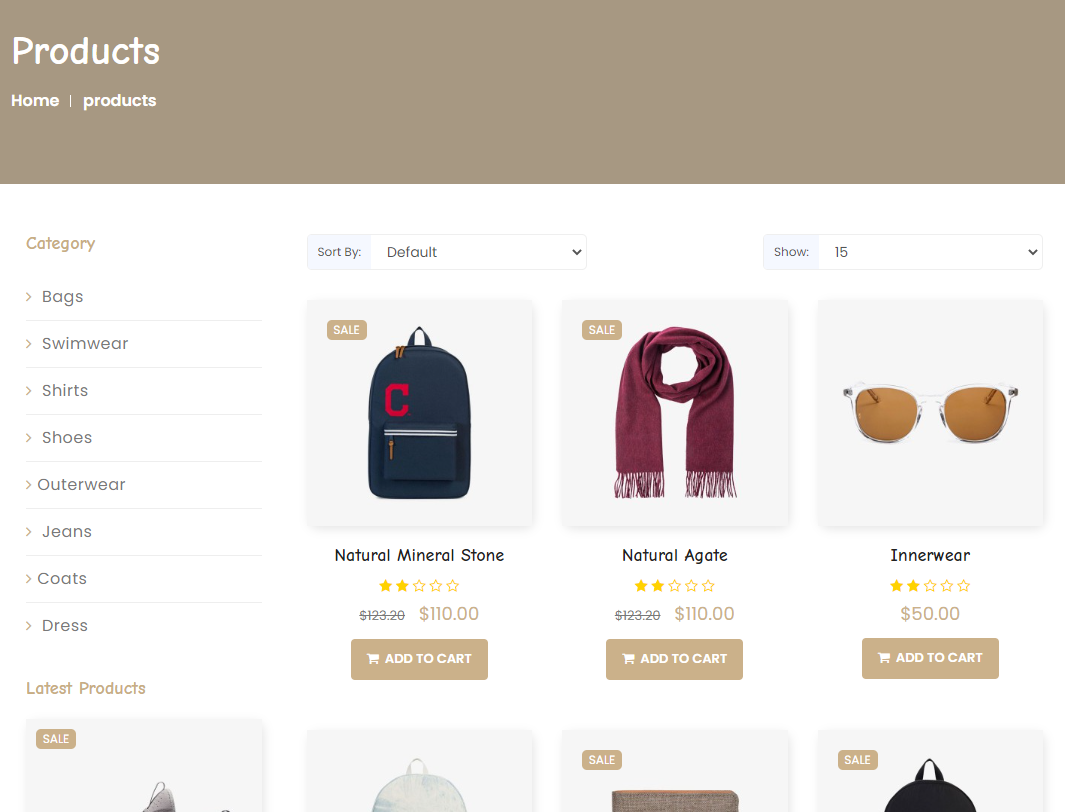 Products
Home | products
Category
Bags
Swimwear
Shirts
Shoes
Outerwear
Jeans
Coats
Dress
Latest Products
SALE
Sort By: Default
Show: 15
SALE
C
Natural Mineral Stone
$123.20 $110.00
ADD TO CART
SALE
Natural Agate
$123.20 $110.00
ADD TO CART
Innerwear
$50.00
ADD TO CART
SALE
SALE